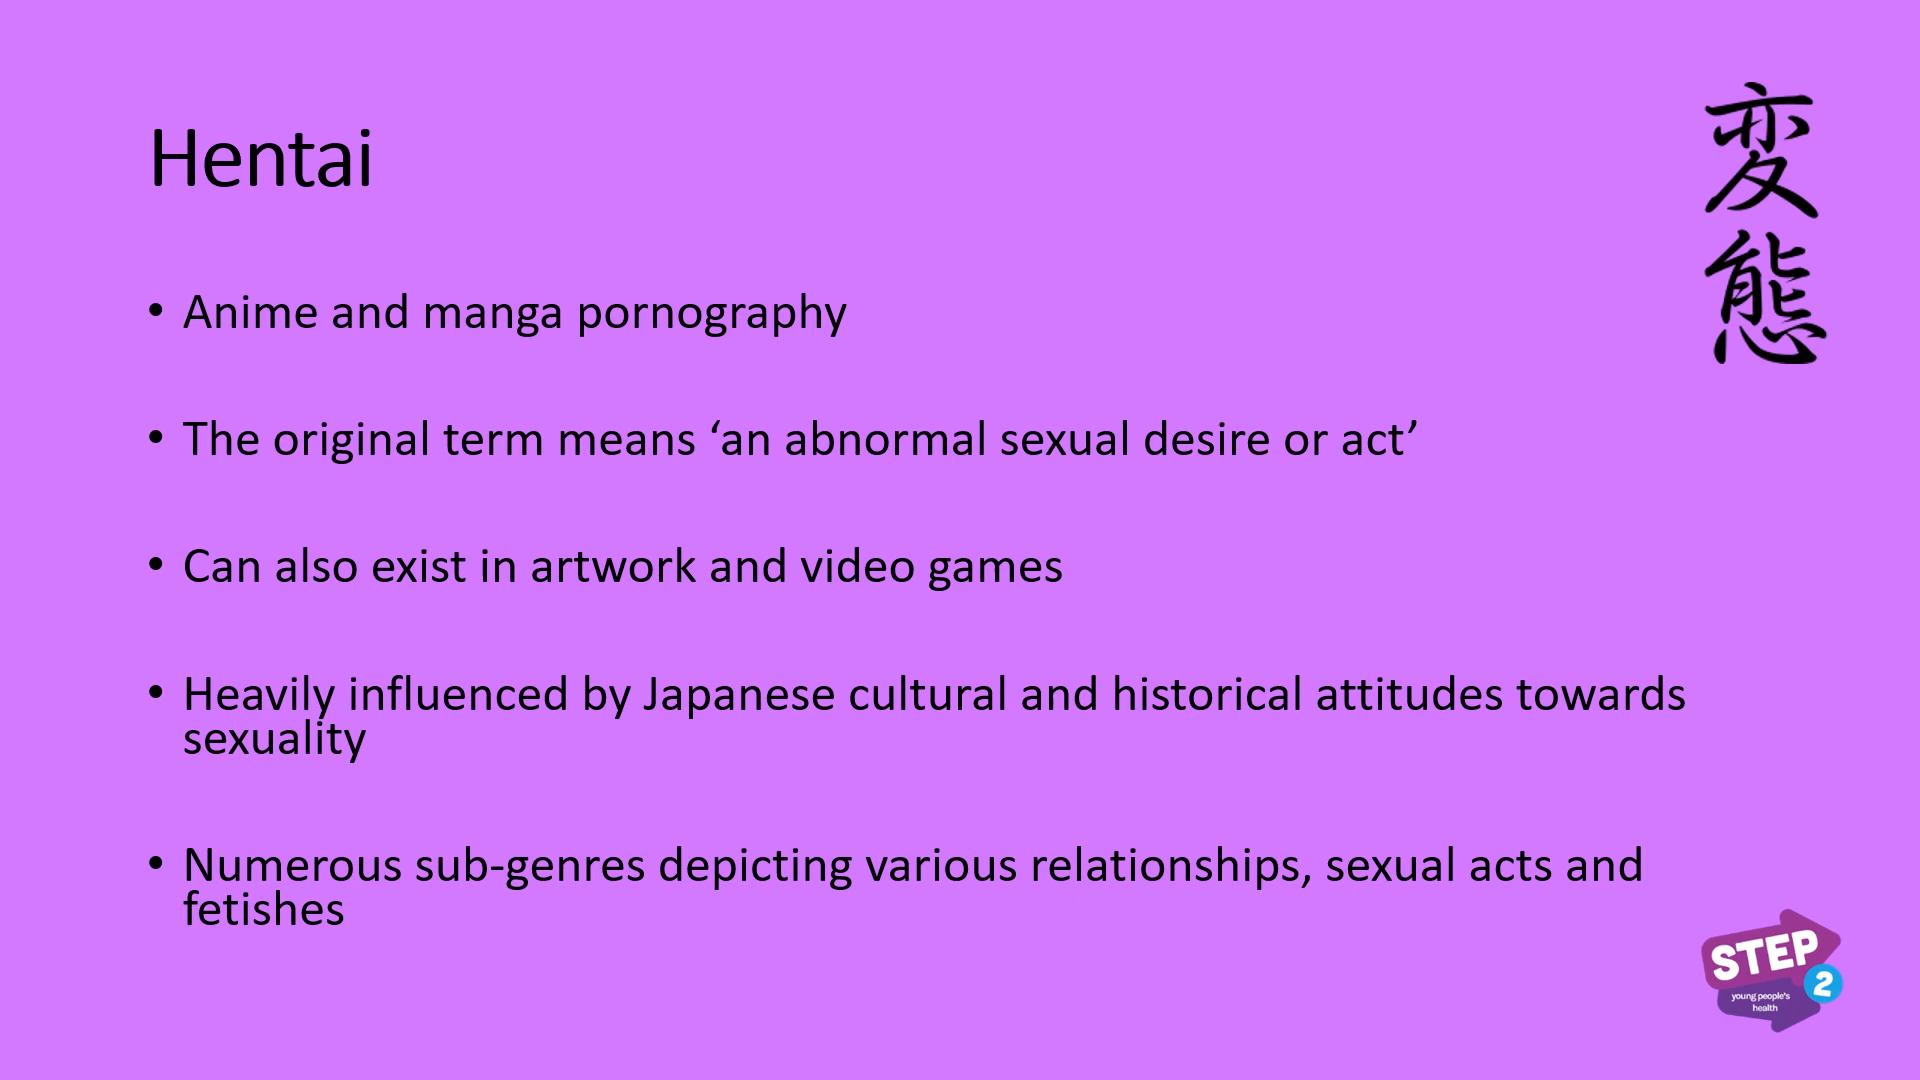 Hentai
変
態
• Anime and manga pornography
• The original term means ‘an abnormal sexual desire or act’
• Can also exist in artwork and video games
• Heavily influenced by Japanese cultural and historical attitudes towards
sexuality
• Numerous sub-genres depicting various relationships, sexual acts and
fetishes
STEP
2
young people's
health